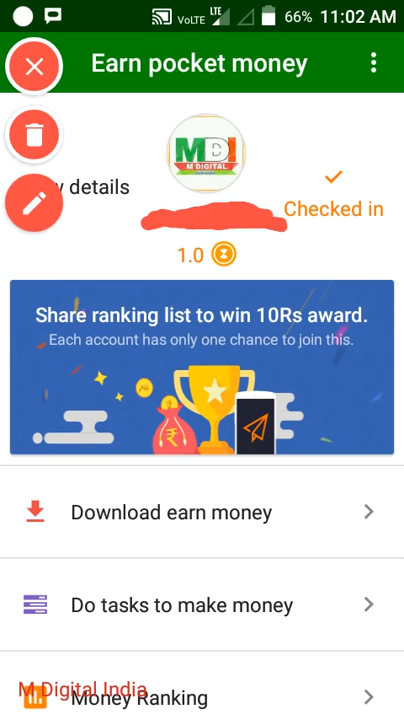 VoLTE LTE 66% 11:02 AM
Earn pocket money
MDI
M DIGITAL
details
Checked in
1.0
Share ranking list to win 10Rs award.
Each account has only one chance to join this.
₹
Download earn money
Do tasks to make money
M Digital India
Money Ranking